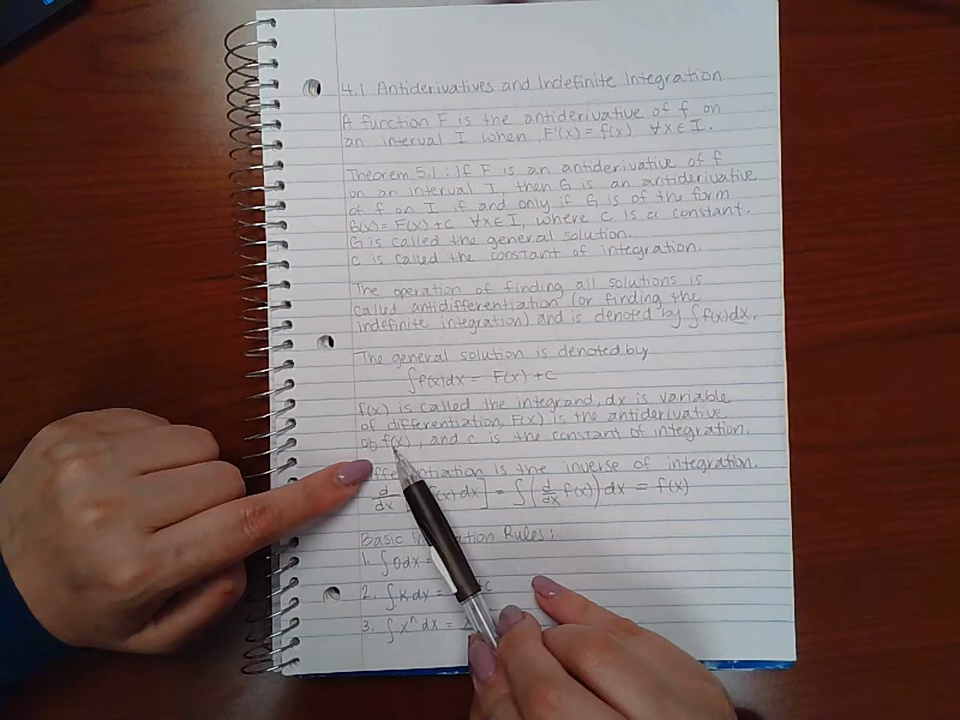 4.1 Antiderivatives and Indefinite Integration
A function F is the antiderivative of f on
an interval I when F'(x) = f(x) ∀x∈I.
Theorem 5.1: If F is an antiderivative of f
on an interval I, then G is an antiderivative
of f on I if and only if G is of the form
G(x) = F(x) + C ∀x∈I, where C is a constant.
G is called the general solution.
C is called the constant of integration.
The operation of finding all solutions is
called antidifferentiation (or finding the
indefinite integration) and is denoted by ∫f(x)dx.
The general solution is denoted by
∫f(x)dx = F(x) + C
f(x) is called the integrand, dx is variable
of differentiation, F(x) is the antiderivative
of f(x), and c is the constant of integration.
is the inverse of integration.
d/dx f(x)dx] = ∫(d/dx f(x))dx = f(x)
Basic Rules:
1. ∫0dx =
2. ∫kdx = +C
3. ∫x^n dx =